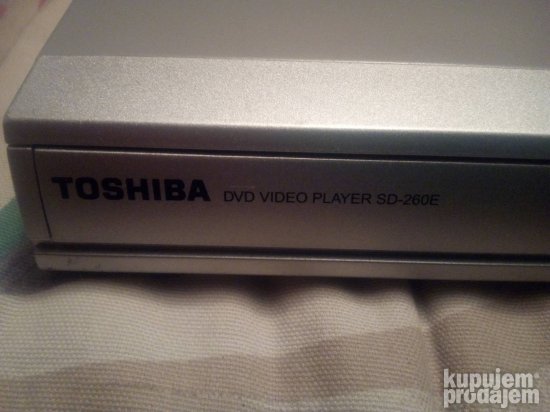 TOSHIBA DVD VIDEO PLAYER SD-260E
kupujem
prodajem